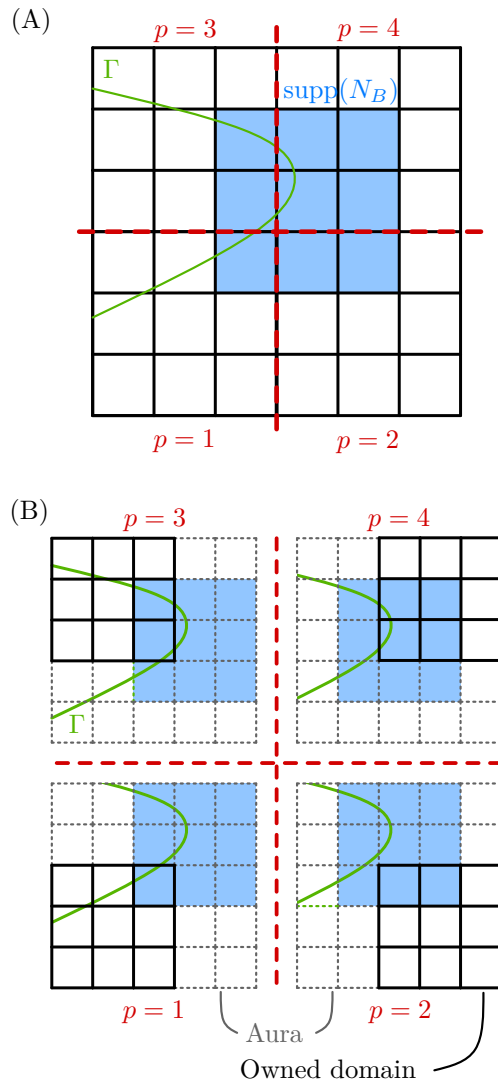 (A)
p = 3
p = 4
Γ
supp(N_B)
p = 1
p = 2
(B)
p = 3
p = 4
Γ
p = 1
p = 2
Aura
Owned domain